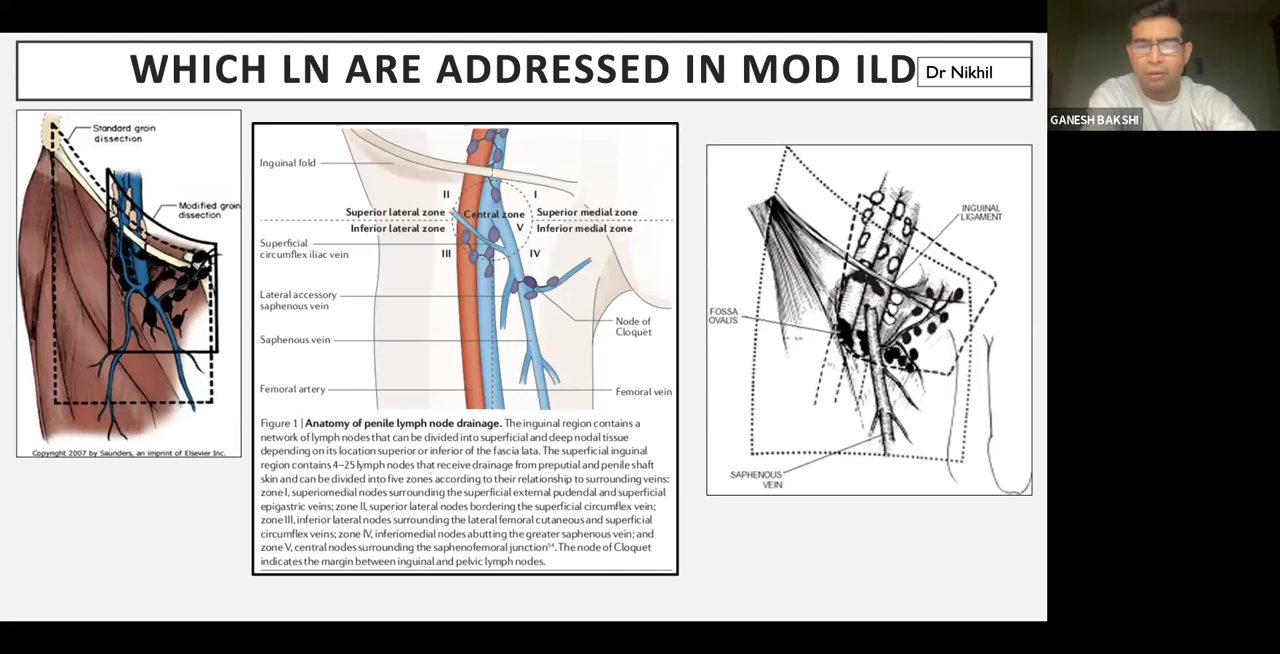 WHICH LN ARE ADDRESSED IN MOD ILD
Dr Nikhil
GANESH BAKSHI
Standard groin
dissection
Modified groin
dissection
Copyright 2007 by Saunders, an imprint of Elsevier Inc.
Inguinal fold
II
I
Superior lateral zone
Central zone
Superior medial zone
Inferior lateral zone
V
Inferior medial zone
Superficial
circumflex iliac vein
III
IV
Lateral accessory
saphenous vein
Node of
Cloquet
Saphenous vein
Femoral artery
Femoral vein
Figure 1 | Anatomy of penile lymph node drainage. The inguinal region contains a
network of lymph nodes that can be divided into superficial and deep nodal tissue
depending on its location superior or inferior of the fascia lata. The superficial inguinal
region contains 4–25 lymph nodes that receive drainage from preputial and penile shaft
skin and can be divided into five zones according to their relationship to surrounding veins:
zone I, superiomedial nodes surrounding the superficial external pudendal and superficial
epigastric veins; zone II, superior lateral nodes bordering the superficial circumflex vein;
zone III, inferior lateral nodes surrounding the lateral femoral cutaneous and superficial
circumflex veins; zone IV, inferiomedial nodes abutting the greater saphenous vein; and
zone V, central nodes surrounding the saphenofemoral junction. The node of Cloquet
indicates the margin between inguinal and pelvic lymph nodes.
INGUINAL
LIGAMENT
FOSSA
OVALIS
SAPHENOUS
VEIN